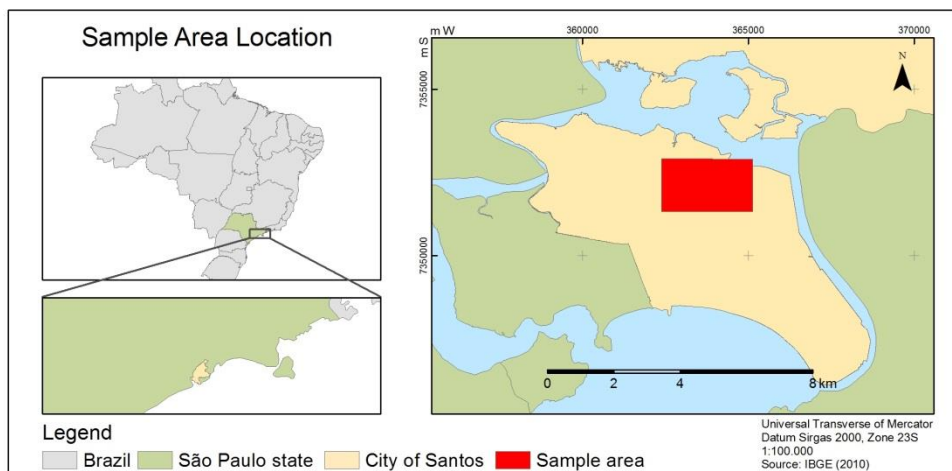 Sample Area Location
m W 360000 365000 370000
m S
7355000
N
7350000
0 2 4 8 km
Legend
Brazil São Paulo state City of Santos Sample area
Universal Transverse of Mercator
Datum Sirgas 2000, Zone 23S
1:100.000
Source: IBGE (2010)